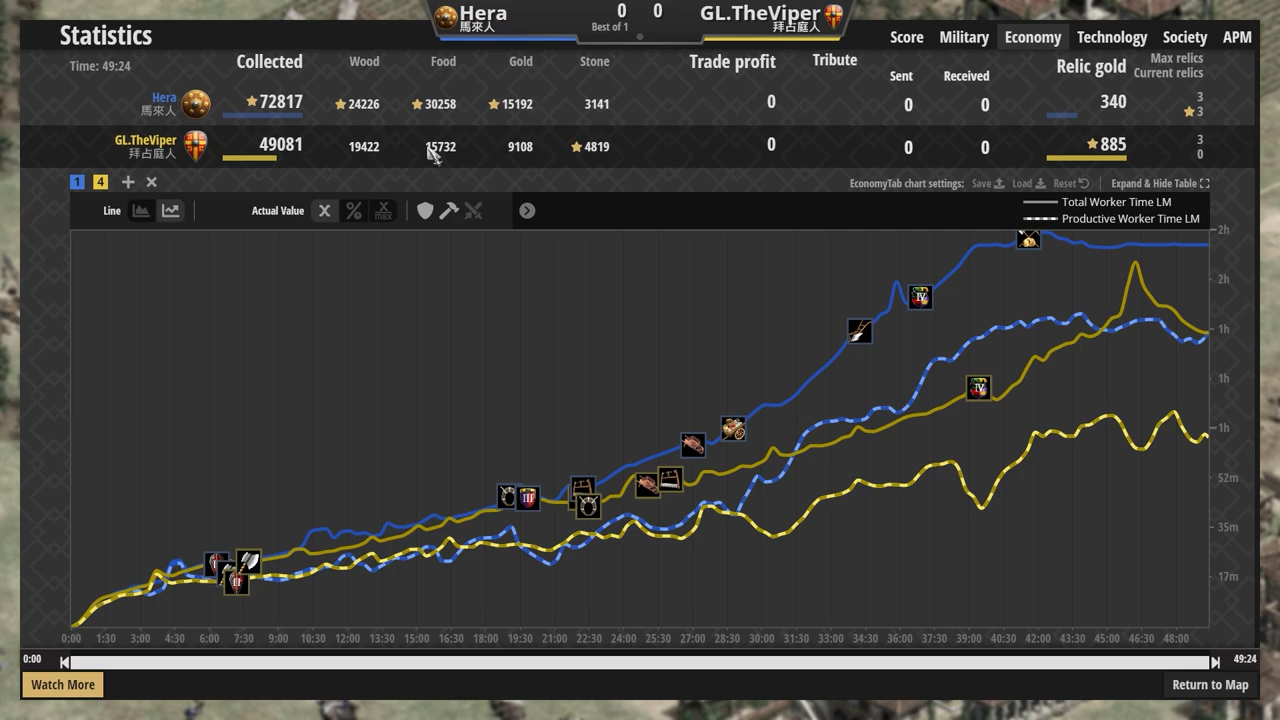 Hera
馬來人
0 0
Best of 1
GL.TheViper
拜占庭人
Statistics
Score Military Economy Technology Society APM
Time: 49:24
Collected Wood Food Gold Stone Trade profit Tribute Sent Received Relic gold Max relics
Current relics
Hera
馬來人
72817 24226 30258 15192 3141 0 0 0 340 3
3
GL.TheViper
拜占庭人
49081 19422 15732 9108 4819 0 0 0 885 3
0
1 4
EconomyTab chart settings: Save Load Reset Expand & Hide Table
Line Actual Value X % X
max
Total Worker Time LM
Productive Worker Time LM
2h
2h
1h
1h
1h
52m
35m
17m
IV
IV
III
II
II
0:00 1:30 3:00 4:30 6:00 7:30 9:00 10:30 12:00 13:30 15:00 16:30 18:00 19:30 21:00 22:30 24:00 25:30 27:00 28:30 30:00 31:30 33:00 34:30 36:00 37:30 39:00 40:30 42:00 43:30 45:00 46:30 48:00
0:00 49:24
Watch More Return to Map